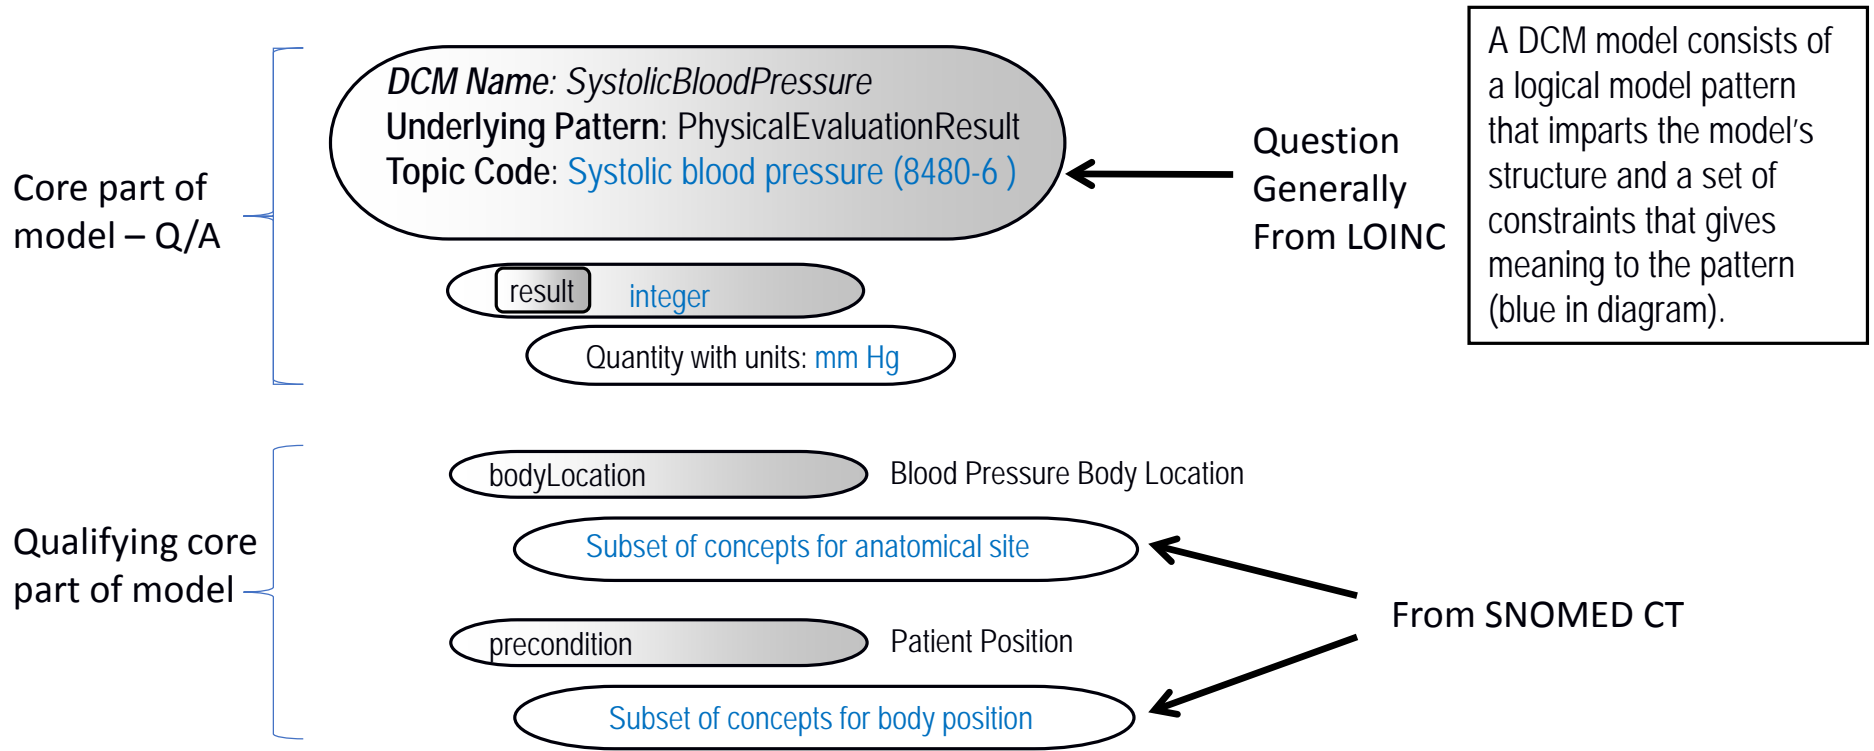 Core part of
model – Q/A
DCM Name: SystolicBloodPressure
Underlying Pattern: PhysicalEvaluationResult
Topic Code: Systolic blood pressure (8480-6 )
result integer
Quantity with units: mm Hg
Question
Generally
From LOINC
A DCM model consists of
a logical model pattern
that imparts the model's
structure and a set of
constraints that gives
meaning to the pattern
(blue in diagram).
Qualifying core
part of model
bodyLocation Blood Pressure Body Location
Subset of concepts for anatomical site
precondition Patient Position
Subset of concepts for body position
From SNOMED CT